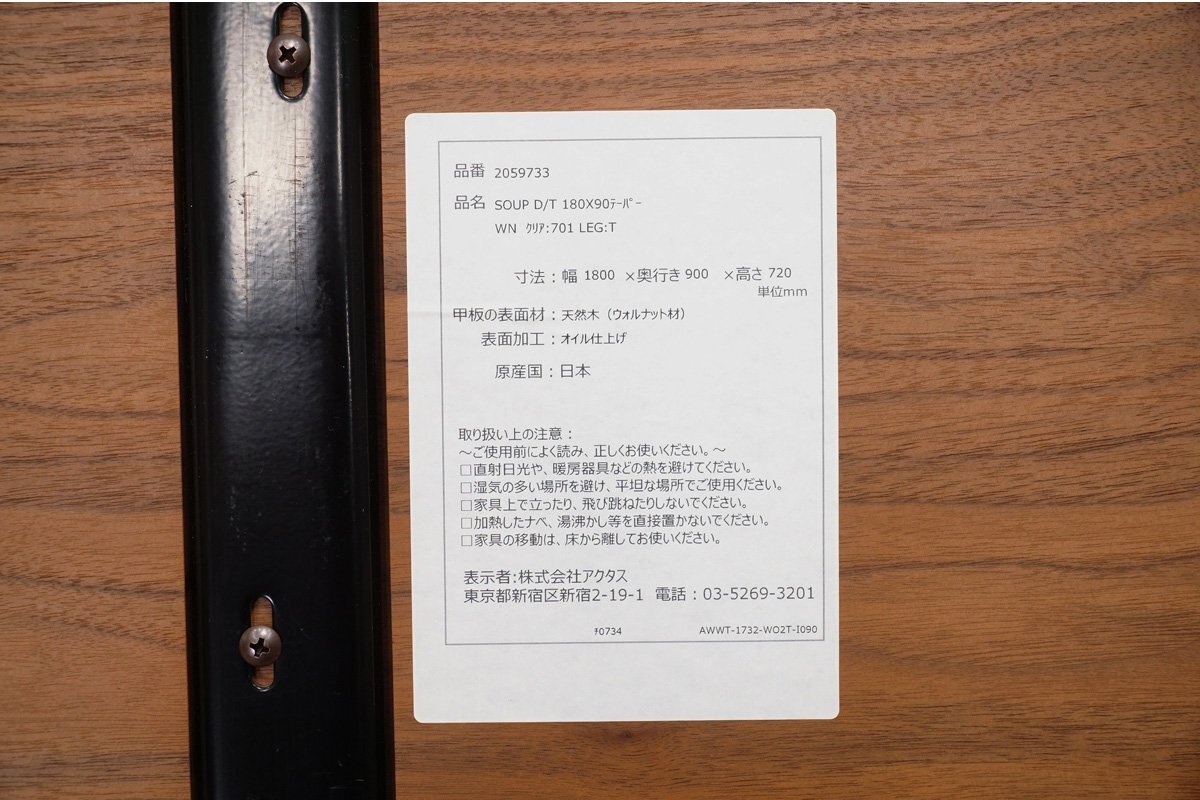 品番 2059733
品名 SOUP D/T 180X90ﾃｰﾊﾟｰ
WN ｸﾘｱ:701 LEG:T
寸法：幅 1800 ×奥行き 900 ×高さ 720
単位mm
甲板の表面材：天然木（ウォルナット材）
表面加工：オイル仕上げ
原産国：日本
取り扱い上の注意：
～ご使用前によく読み、正しくお使いください。～
□直射日光や、暖房器具などの熱を避けてください。
□湿気の多い場所を避け、平坦な場所でご使用ください。
□家具上で立ったり、飛び跳ねたりしないでください。
□加熱したナベ、湯沸かし等を直接置かないでください。
□家具の移動は、床から離してお使いください。
表示者:株式会社アクタス
東京都新宿区新宿2-19-1 電話：03-5269-3201
ﾁ0734 AWWT-1732-WO2T-I090